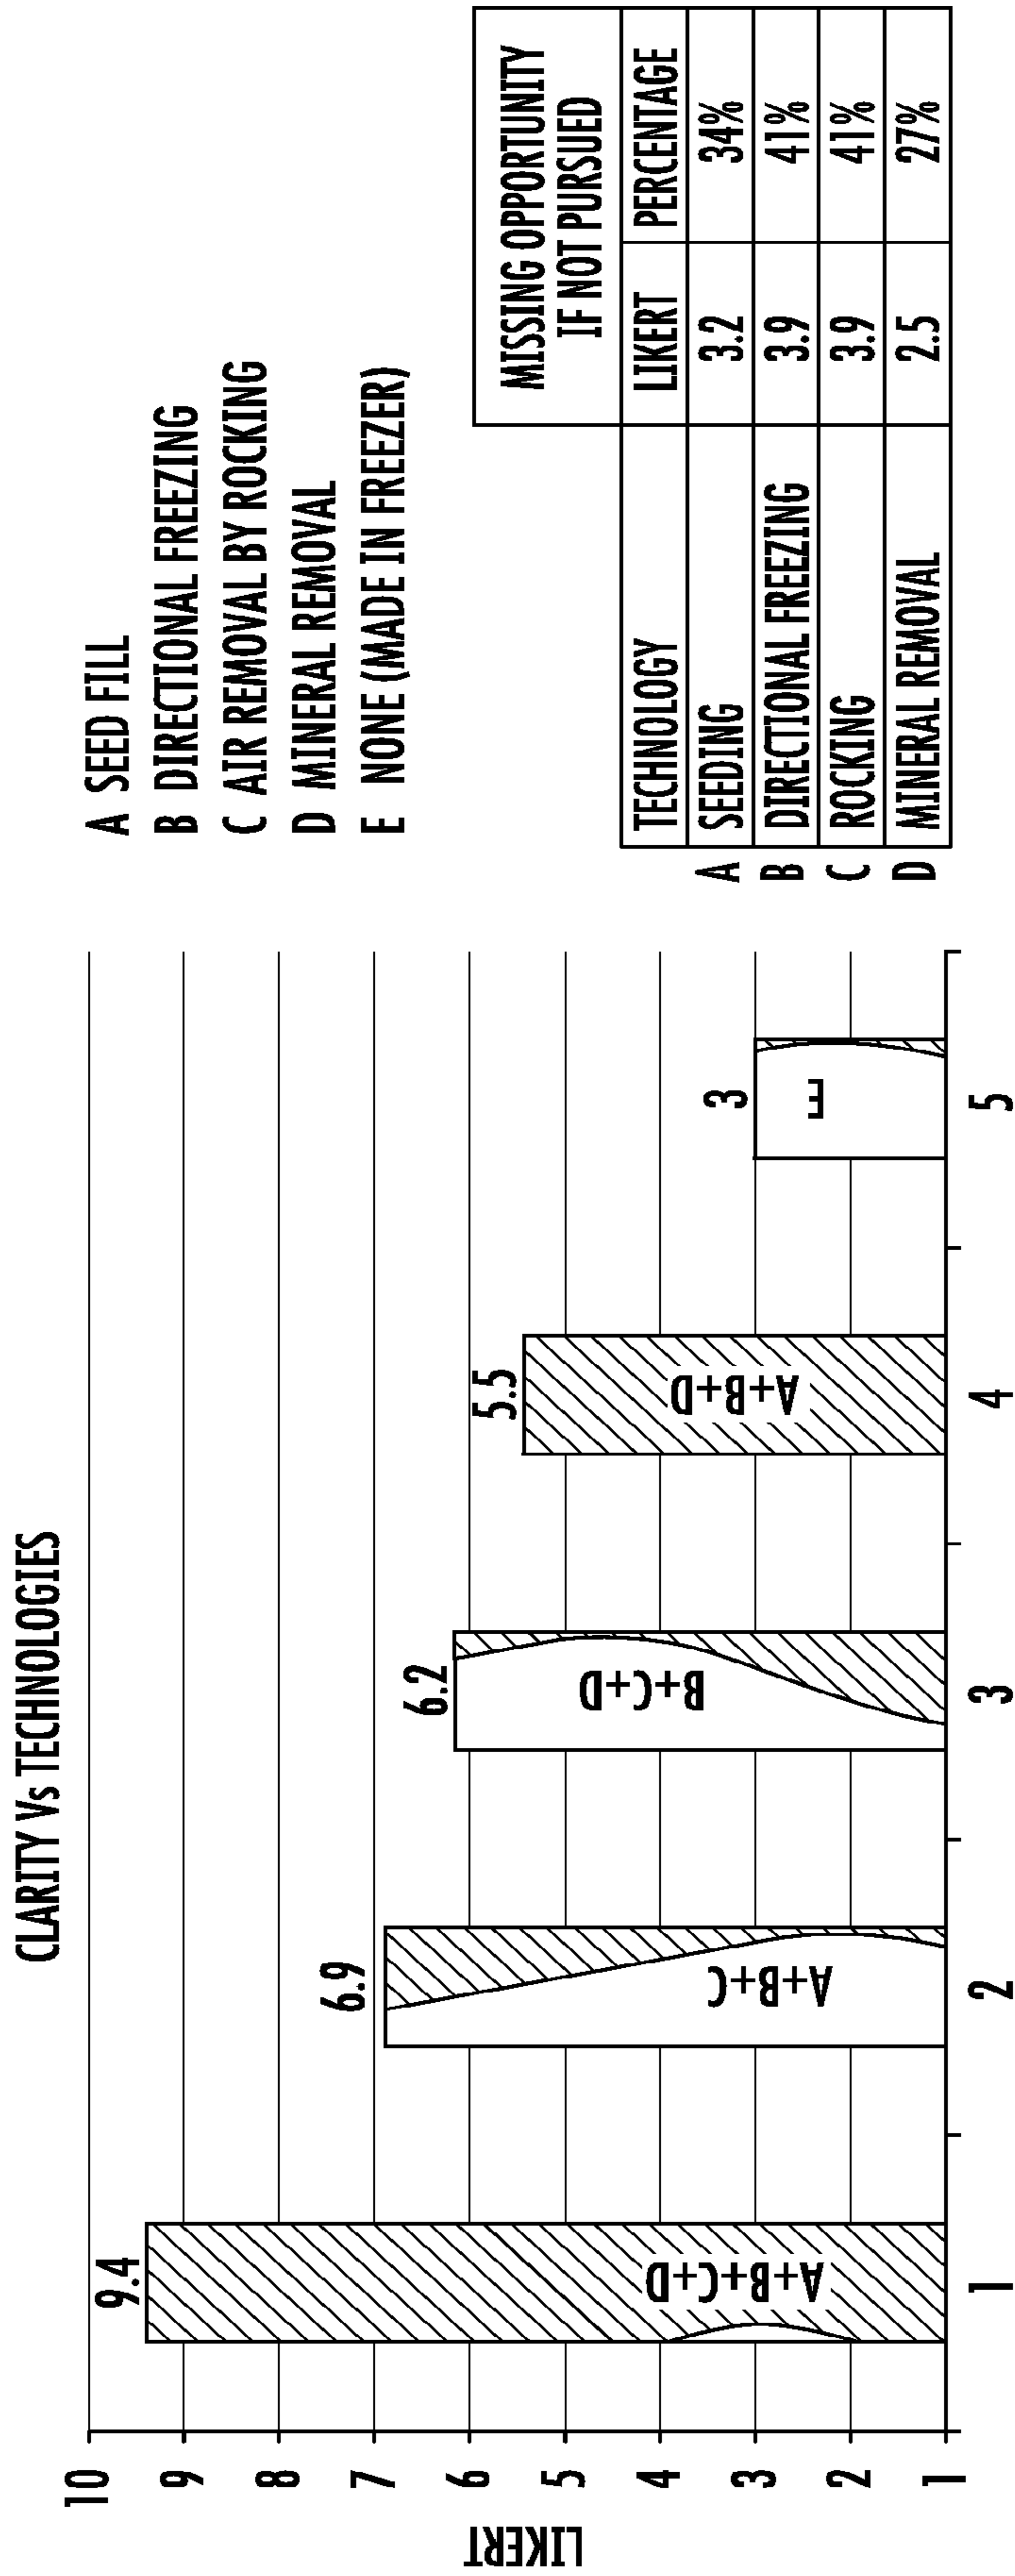 CLARITY Vs TECHNOLOGIES
LIKERT
10
9
8
7
6
5
4
3
2
1
9.4
A+B+C+D
6.9
A+B+C
6.2
B+C+D
5.5
A+B+D
3
E
1 2 3 4 5
A SEED FILL
B DIRECTIONAL FREEZING
C AIR REMOVAL BY ROCKING
D MINERAL REMOVAL
E NONE (MADE IN FREEZER)
MISSING OPPORTUNITY
IF NOT PURSUED
TECHNOLOGY LIKERT PERCENTAGE
A SEEDING 3.2 34%
B DIRECTIONAL FREEZING 3.9 41%
C ROCKING 3.9 41%
D MINERAL REMOVAL 2.5 27%